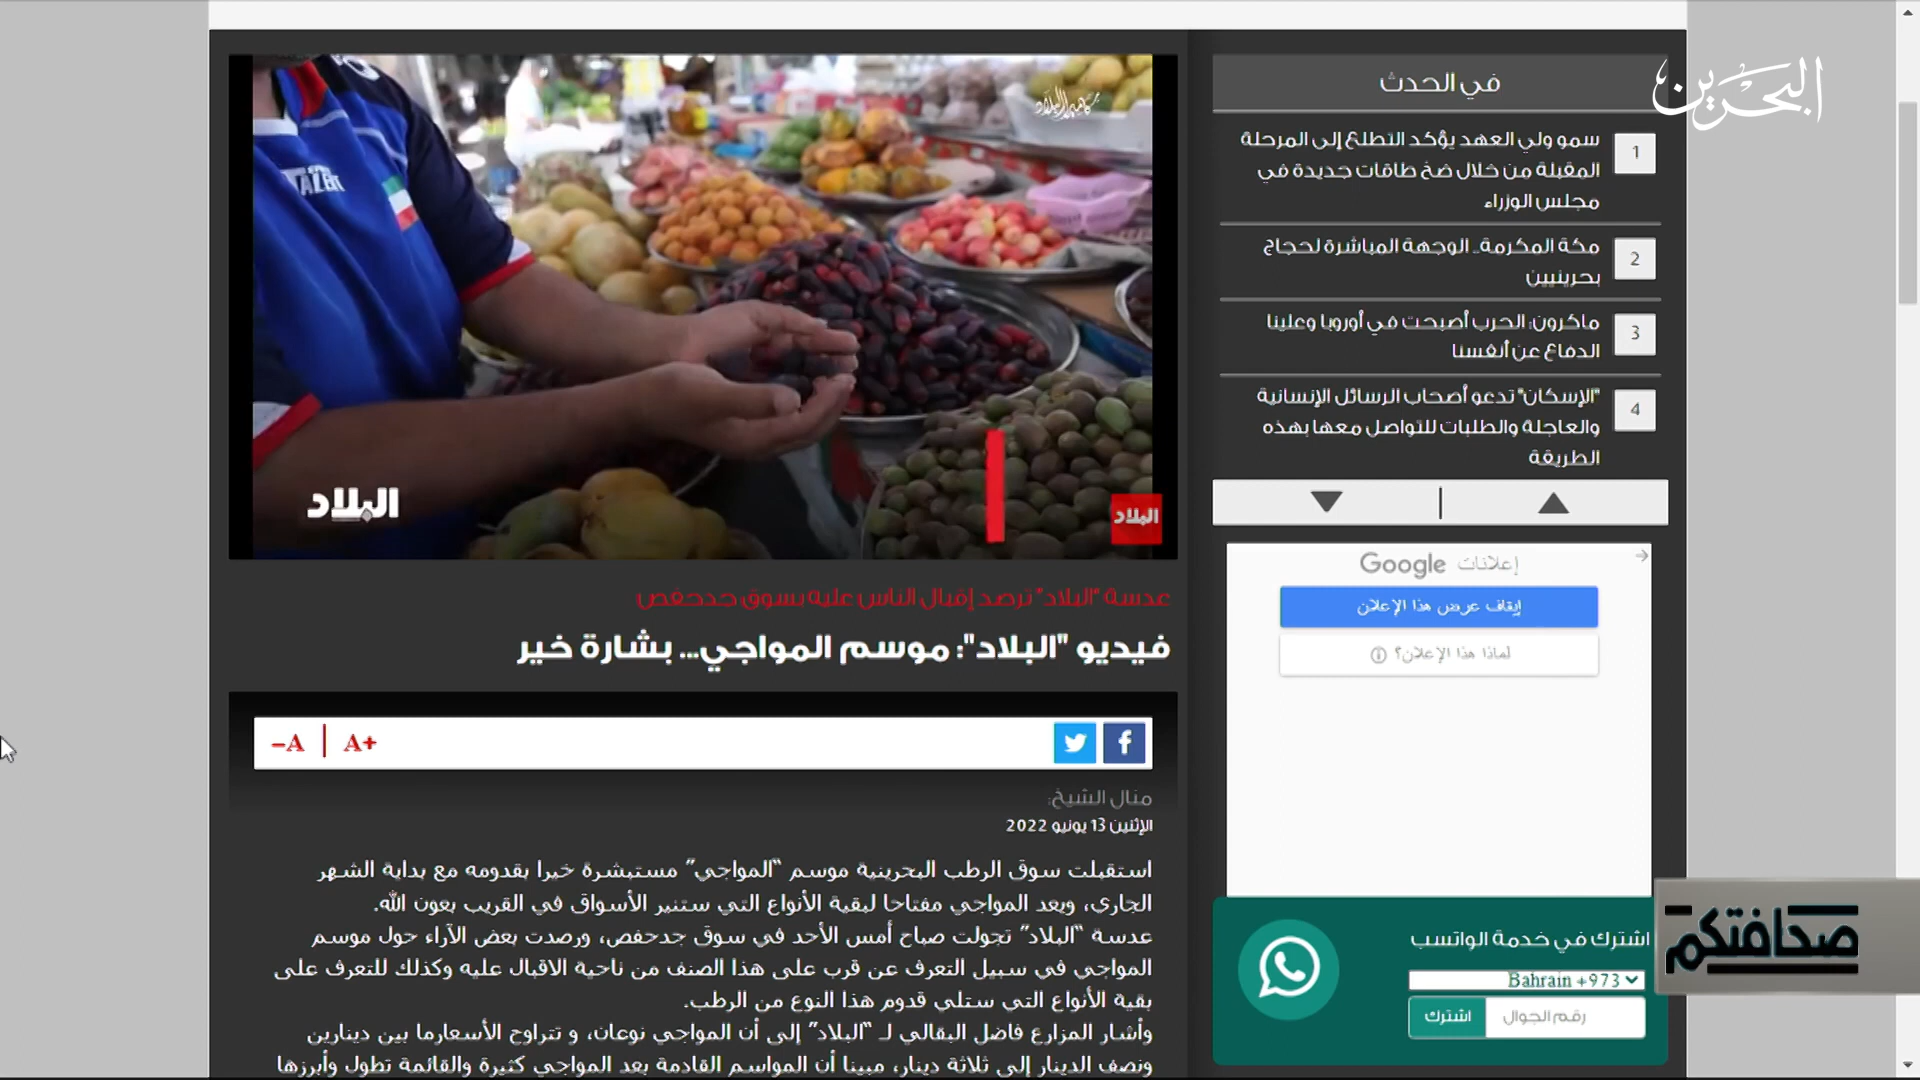 البحرين
في الحدث
1
سمو ولي العهد يؤكد التطلع إلى المرحلة
المقبلة من خلال ضخ طاقات جديدة في
مجلس الوزراء
2
مكة المكرمة.. الوجهة المباشرة لحجاج
بحرينيين
3
ماكرون: الحرب أصبحت في أوروبا وعلينا
الدفاع عن أنفسنا
4
"الإسكان" تدعو أصحاب الرسائل الإنسانية
والعاجلة والطلبات للتواصل معها بهذه
الطريقة
إعلانات Google
إيقاف عرض هذا الإعلان
لماذا هذا الإعلان؟
اشترك في خدمة الواتسب
Bahrain +973
رقم الجوال
اشترك
صحافتكم
TALENT
البلاد
البلاد
عدسة "البلاد" ترصد إقبال الناس عليه بسوق جدحفص
فيديو "البلاد": موسم المواجي... بشارة خير
A+ | A-
منال الشيخ:
الإثنين 13 يونيو 2022
استقبلت سوق الرطب البحرينية موسم "المواجي" مستبشرة خيرا بقدومه مع بداية الشهر
الجاري، ويعد المواجي مفتاحا لبقية الأنواع التي ستنير الأسواق في القريب بعون الله.
عدسة "البلاد" تجولت صباح أمس الأحد في سوق جدحفص، ورصدت بعض الآراء حول موسم
المواجي في سبيل التعرف عن قرب على هذا الصنف من ناحية الاقبال عليه وكذلك للتعرف على
بقية الأنواع التي ستلي قدوم هذا النوع من الرطب.
وأشار المزارع فاضل البقالي لـ "البلاد" إلى أن المواجي نوعان، و تتراوح الأسعارما بين دينارين
ونصف الدينار إلى ثلاثة دينار، مبينا أن المواسم القادمة بعد المواجي كثيرة والقائمة تطول وأبرزها